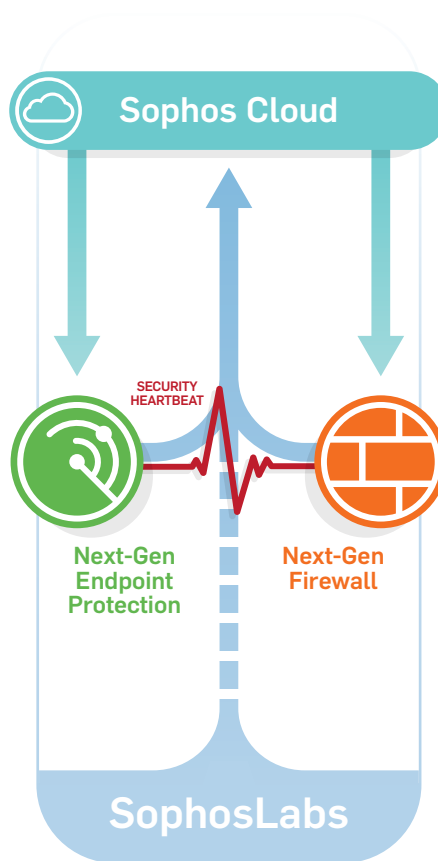 Sophos Cloud
SECURITY
HEARTBEAT
Next-Gen
Endpoint
Protection
Next-Gen
Firewall
SophosLabs